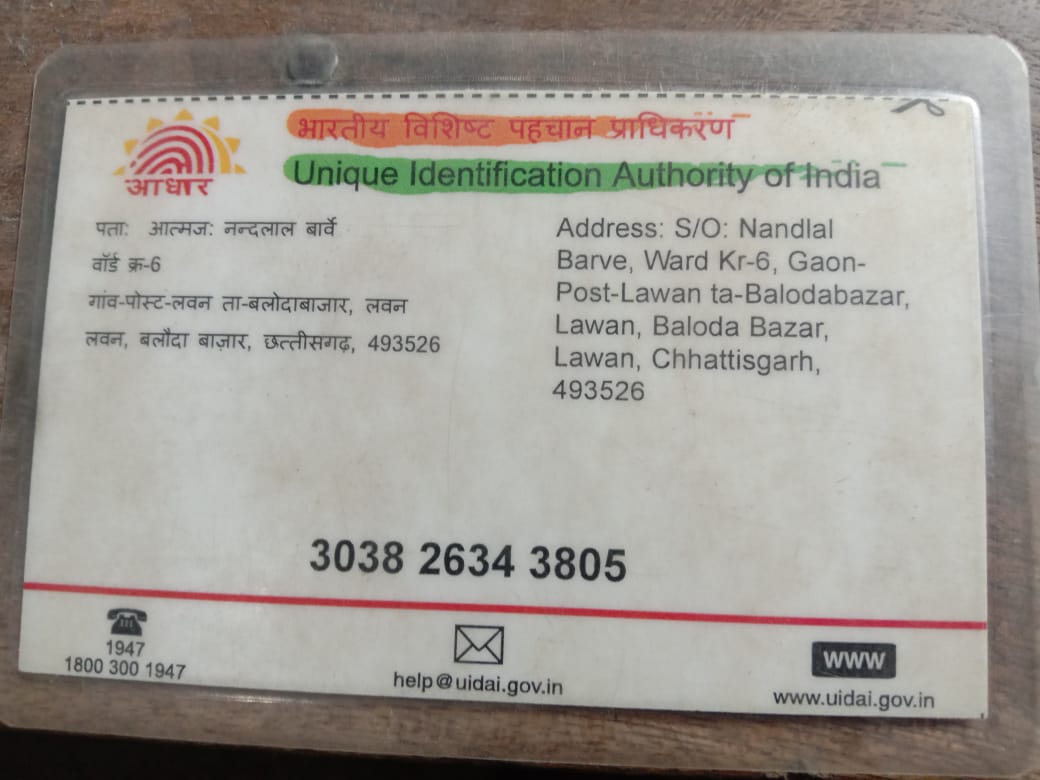 भारतीय विशिष्ट पहचान प्राधिकरण
Unique Identification Authority of India
आधार
पता: आत्मज: नन्दलाल बार्वे
वॉर्ड क्र-6
गांव-पोस्ट-लवन ता-बलोदाबाजार, लवन
लवन, बलौदा बाज़ार, छत्तीसगढ़, 493526
Address: S/O: Nandlal
Barve, Ward Kr-6, Gaon-
Post-Lawan ta-Balodabazar,
Lawan, Baloda Bazar,
Lawan, Chhattisgarh,
493526
3038 2634 3805
1947
1800 300 1947
help@uidai.gov.in
www
www.uidai.gov.in